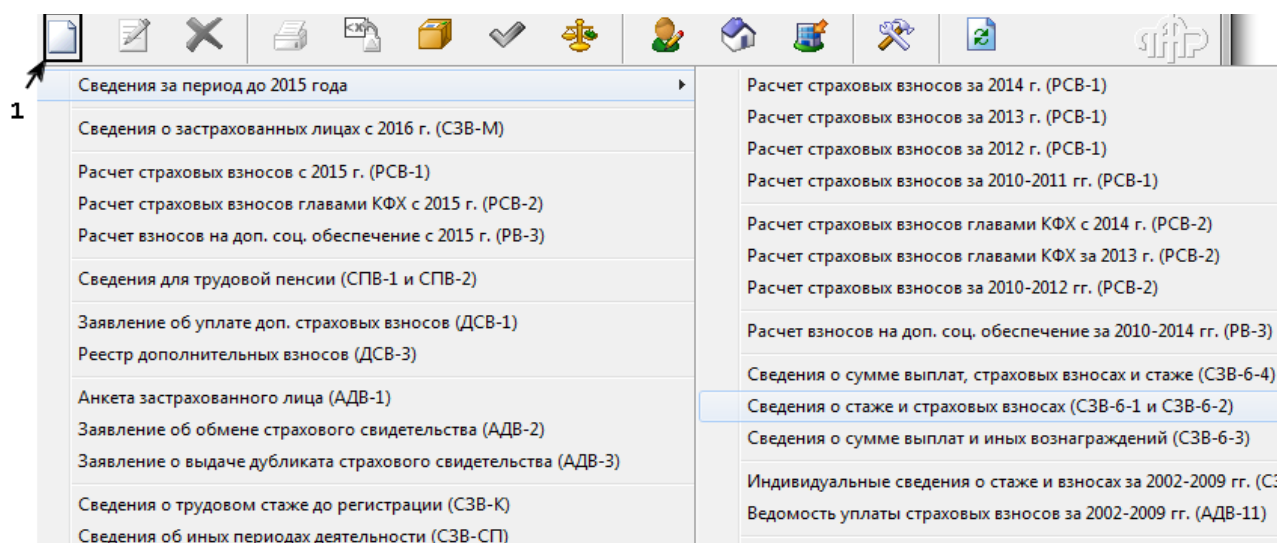 1
Сведения за период до 2015 года
Сведения о застрахованных лицах с 2016 г. (СЗВ-М)
Расчет страховых взносов с 2015 г. (РСВ-1)
Расчет страховых взносов главами КФХ с 2015 г. (РСВ-2)
Расчет взносов на доп. соц. обеспечение с 2015 г. (РВ-3)
Сведения для трудовой пенсии (СПВ-1 и СПВ-2)
Заявление об уплате доп. страховых взносов (ДСВ-1)
Реестр дополнительных взносов (ДСВ-3)
Анкета застрахованного лица (АДВ-1)
Заявление об обмене страхового свидетельства (АДВ-2)
Заявление о выдаче дубликата страхового свидетельства (АДВ-3)
Сведения о трудовом стаже до регистрации (СЗВ-К)
Сведения об иных периодах деятельности (СЗВ-СП)
Расчет страховых взносов за 2014 г. (РСВ-1)
Расчет страховых взносов за 2013 г. (РСВ-1)
Расчет страховых взносов за 2012 г. (РСВ-1)
Расчет страховых взносов за 2010-2011 гг. (РСВ-1)
Расчет страховых взносов главами КФХ с 2014 г. (РСВ-2)
Расчет страховых взносов главами КФХ за 2013 г. (РСВ-2)
Расчет страховых взносов за 2010-2012 гг. (РСВ-2)
Расчет взносов на доп. соц. обеспечение за 2010-2014 гг. (РВ-3)
Сведения о сумме выплат, страховых взносах и стаже (СЗВ-6-4)
Сведения о стаже и страховых взносах (СЗВ-6-1 и СЗВ-6-2)
Сведения о сумме выплат и иных вознаграждений (СЗВ-6-3)
Индивидуальные сведения о стаже и взносах за 2002-2009 гг. (СЗ
Ведомость уплаты страховых взносов за 2002-2009 гг. (АДВ-11)